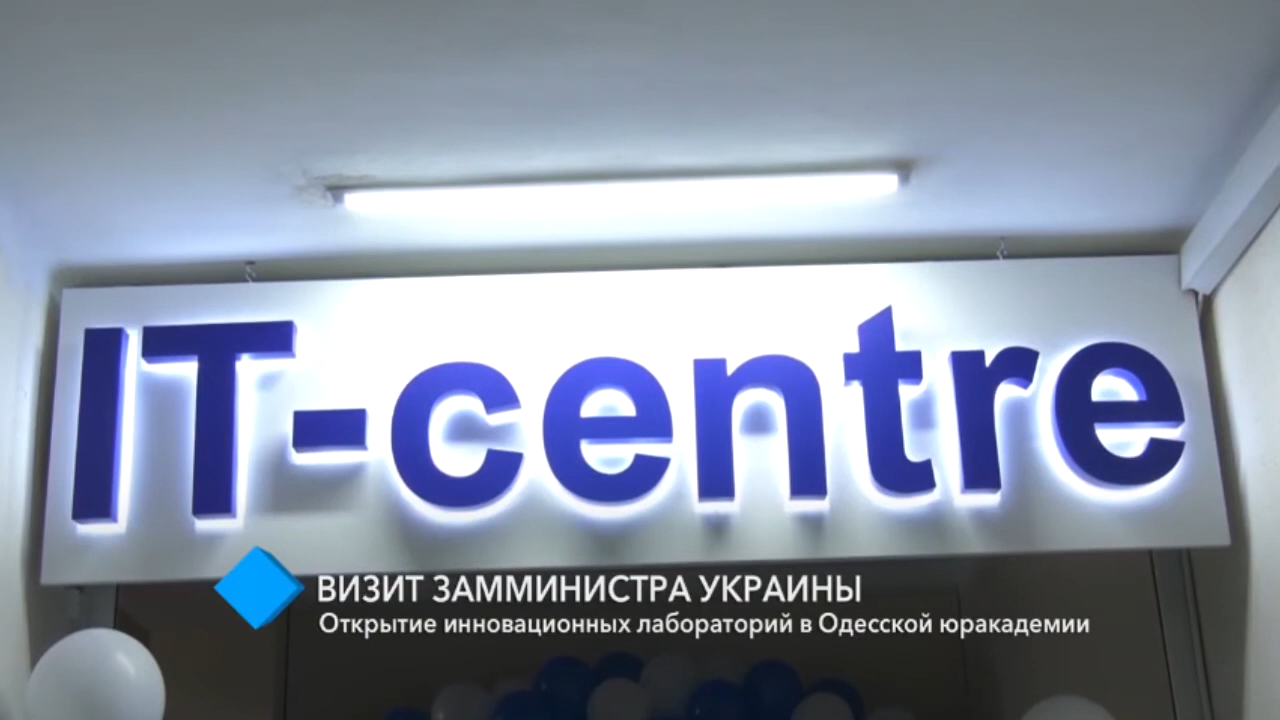 IT-centre
ВИЗИТ ЗАММИНИСТРА УКРАИНЫ
Открытие инновационных лабораторий в Одесской юракадемии